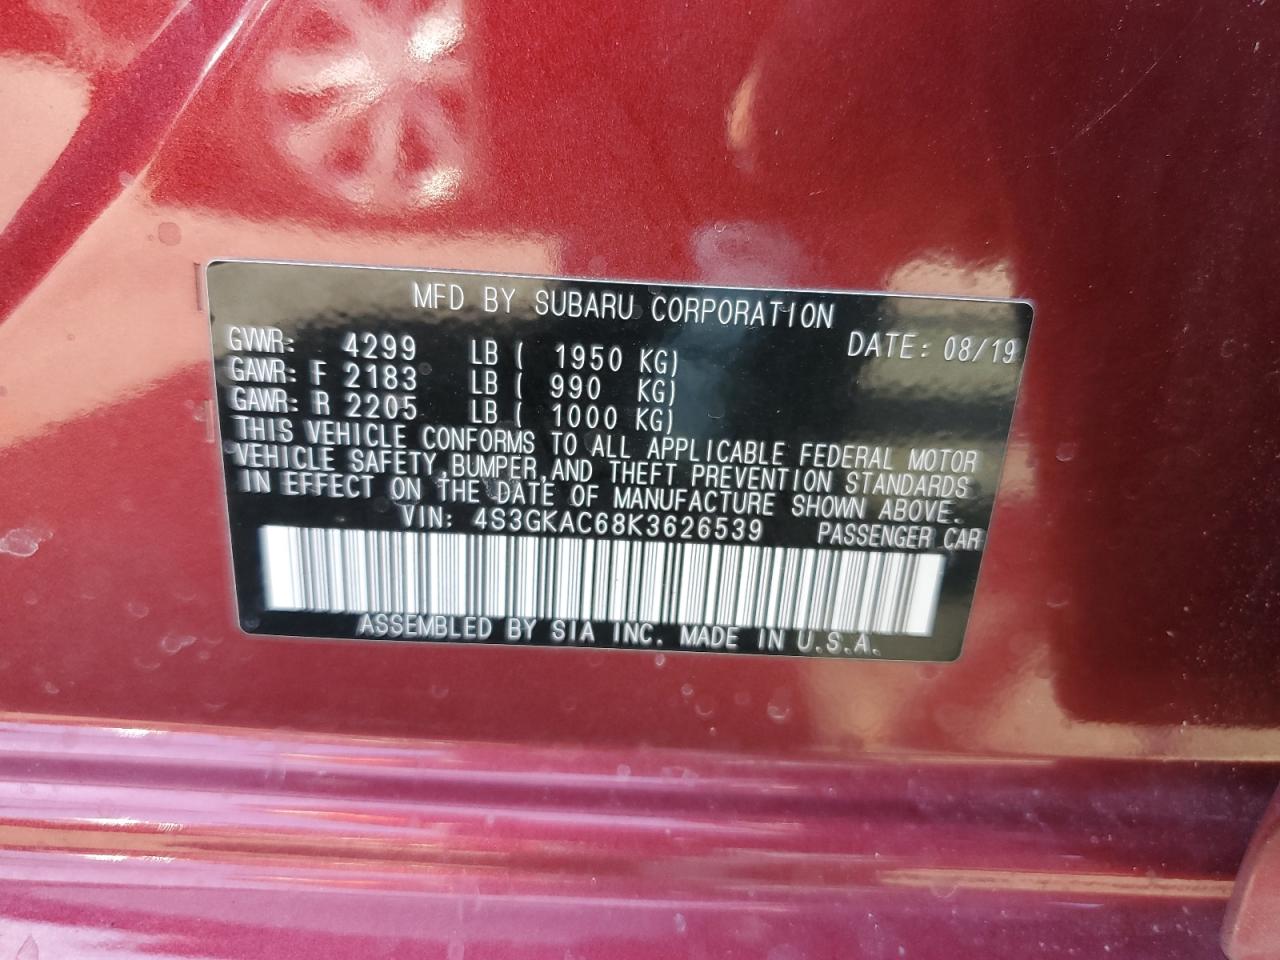 MFD BY SUBARU CORPORATION
DATE: 08/19
GVWR: 4299 LB ( 1950 KG)
GAWR: F 2183 LB ( 990 KG)
GAWR: R 2205 LB ( 1000 KG)
THIS VEHICLE CONFORMS TO ALL APPLICABLE FEDERAL MOTOR
VEHICLE SAFETY,BUMPER,AND THEFT PREVENTION STANDARDS
IN EFFECT ON THE DATE OF MANUFACTURE SHOWN ABOVE.
VIN: 4S3GKAC68K3626539 PASSENGER CAR
ASSEMBLED BY SIA INC. MADE IN U.S.A.